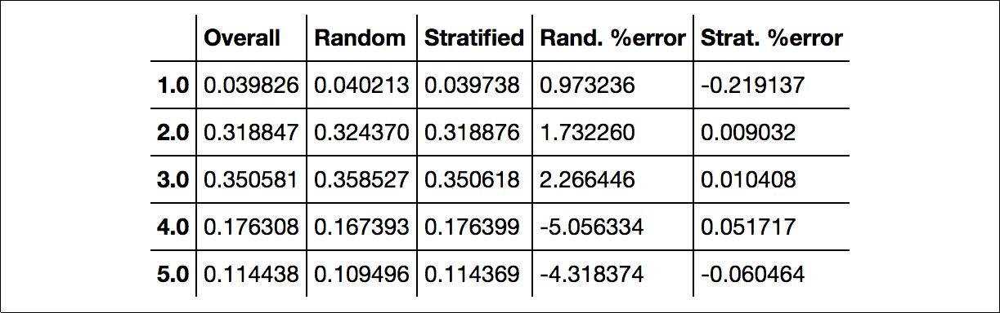 Overall Random Stratified Rand. %error Strat. %error
1.0 0.039826 0.040213 0.039738 0.973236 -0.219137
2.0 0.318847 0.324370 0.318876 1.732260 0.009032
3.0 0.350581 0.358527 0.350618 2.266446 0.010408
4.0 0.176308 0.167393 0.176399 -5.056334 0.051717
5.0 0.114438 0.109496 0.114369 -4.318374 -0.060464